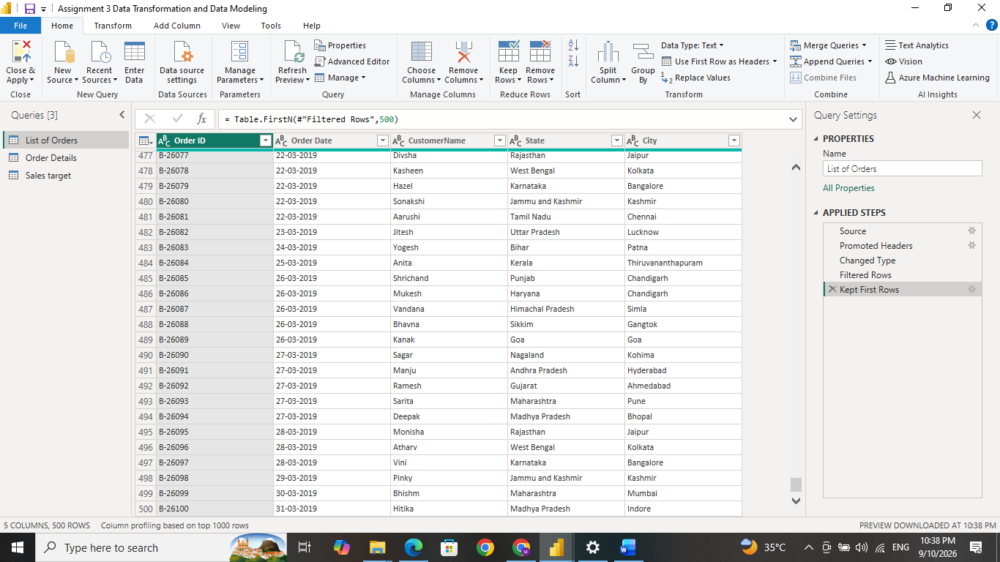 Assignment 3 Data Transformation and Data Modeling
File Home Transform Add Column View Tools Help
Close & Apply
Close
New Source
Recent Sources
Enter Data
New Query
Data source settings
Data Sources
Manage Parameters
Parameters
Refresh Preview
Properties
Advanced Editor
Manage
Query
Choose Columns
Remove Columns
Manage Columns
Keep Rows
Remove Rows
Reduce Rows
Sort
Split Column
Group By
Data Type: Text
Use First Row as Headers
Replace Values
Transform
Merge Queries
Append Queries
Combine Files
Combine
Text Analytics
Vision
Azure Machine Learning
AI Insights
Queries [3]
List of Orders
Order Details
Sales target
fx = Table.FirstN(#"Filtered Rows",500)
Order ID Order Date CustomerName State City
477 B-26077 22-03-2019 Divsha Rajasthan Jaipur
478 B-26078 22-03-2019 Kasheen West Bengal Kolkata
479 B-26079 22-03-2019 Hazel Karnataka Bangalore
480 B-26080 22-03-2019 Sonakshi Jammu and Kashmir Kashmir
481 B-26081 22-03-2019 Aarushi Tamil Nadu Chennai
482 B-26082 23-03-2019 Jitesh Uttar Pradesh Lucknow
483 B-26083 24-03-2019 Yogesh Bihar Patna
484 B-26084 25-03-2019 Anita Kerala Thiruvananthapuram
485 B-26085 26-03-2019 Shrichand Punjab Chandigarh
486 B-26086 26-03-2019 Mukesh Haryana Chandigarh
487 B-26087 26-03-2019 Vandana Himachal Pradesh Simla
488 B-26088 26-03-2019 Bhavna Sikkim Gangtok
489 B-26089 26-03-2019 Kanak Goa Goa
490 B-26090 27-03-2019 Sagar Nagaland Kohima
491 B-26091 27-03-2019 Manju Andhra Pradesh Hyderabad
492 B-26092 27-03-2019 Ramesh Gujarat Ahmedabad
493 B-26093 27-03-2019 Sarita Maharashtra Pune
494 B-26094 27-03-2019 Deepak Madhya Pradesh Bhopal
495 B-26095 28-03-2019 Monisha Rajasthan Jaipur
496 B-26096 28-03-2019 Atharv West Bengal Kolkata
497 B-26097 28-03-2019 Vini Karnataka Bangalore
498 B-26098 29-03-2019 Pinky Jammu and Kashmir Kashmir
499 B-26099 30-03-2019 Bhishm Maharashtra Mumbai
500 B-26100 31-03-2019 Hitika Madhya Pradesh Indore
Query Settings
PROPERTIES
Name
List of Orders
All Properties
APPLIED STEPS
Source
Promoted Headers
Changed Type
Filtered Rows
Kept First Rows
5 COLUMNS, 500 ROWS Column profiling based on top 1000 rows
PREVIEW DOWNLOADED AT 10:38 PM
Type here to search
35°C
ENG
10:38 PM
9/10/2026